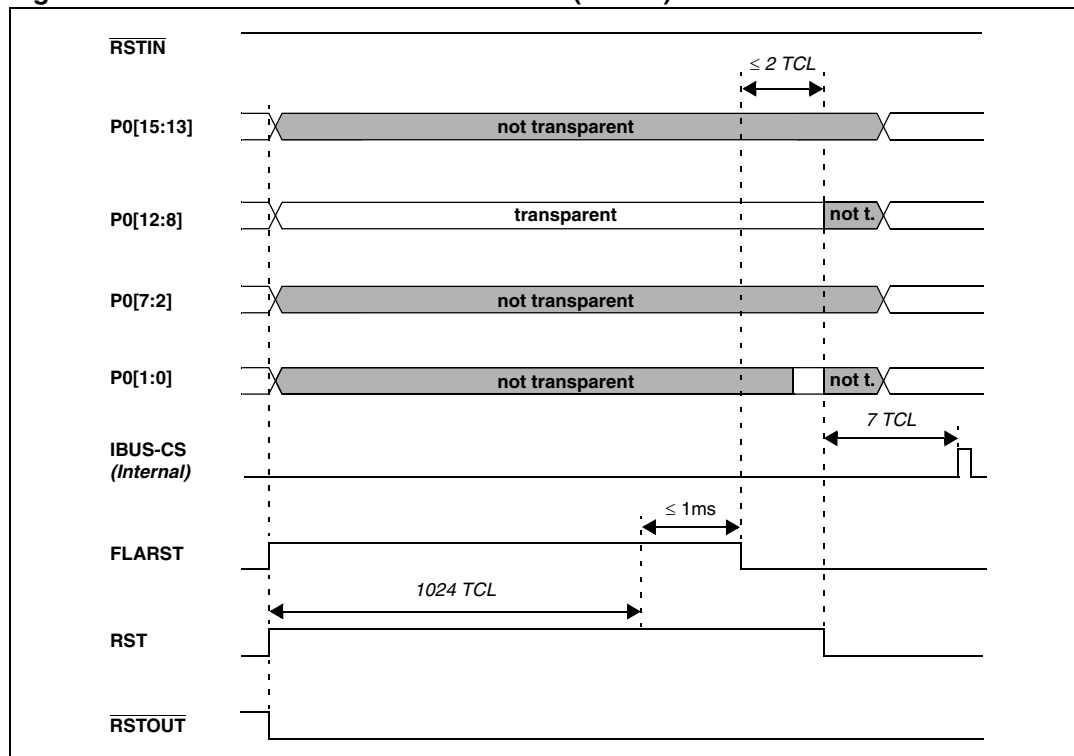 RSTIN
≤ 2 TCL
P0[15:13]
not transparent
P0[12:8]
transparent
not t.
P0[7:2]
not transparent
P0[1:0]
not transparent
not t.
7 TCL
IBUS-CS
(Internal)
≤ 1ms
FLARST
1024 TCL
RST
RSTOUT